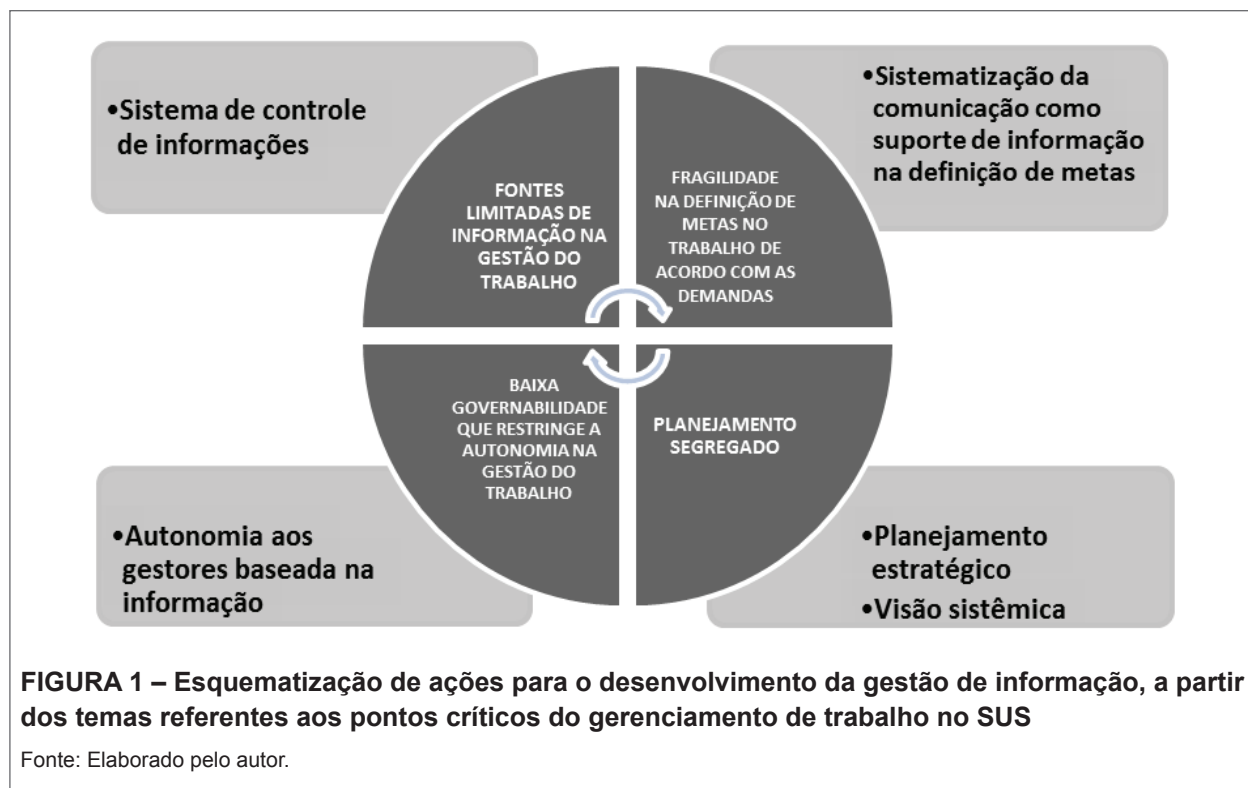 •Sistema de controle
de informações
•Sistematização da
comunicação como
suporte de informação
na definição de metas
FONTES
LIMITADAS DE
INFORMAÇÃO NA
GESTÃO DO
TRABALHO
FRAGILIDADE
NA DEFINIÇÃO DE
METAS NO
TRABALHO DE
ACORDO COM AS
DEMANDAS
BAIXA
GOVERNABILIDADE
QUE RESTRINGE A
AUTONOMIA NA
GESTÃO DO
TRABALHO
PLANEJAMENTO
SEGREGADO
•Autonomia aos
gestores baseada na
informação
•Planejamento
estratégico
•Visão sistêmica
FIGURA 1 – Esquematização de ações para o desenvolvimento da gestão de informação, a partir
dos temas referentes aos pontos críticos do gerenciamento de trabalho no SUS
Fonte: Elaborado pelo autor.